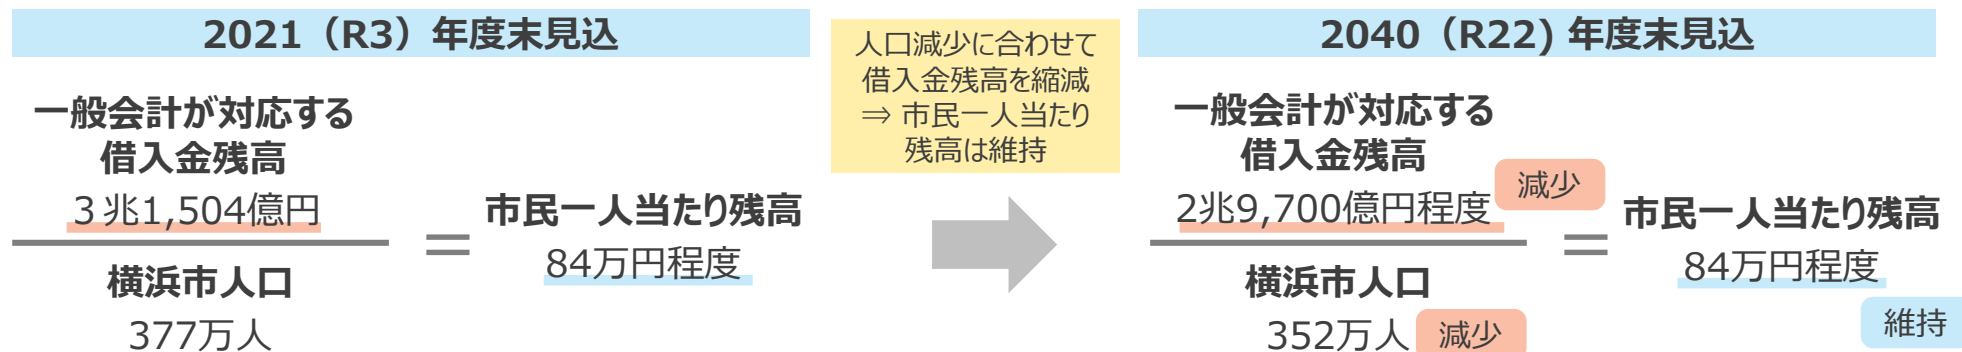 2021（R3）年度末見込
一般会計が対応する
借入金残高
3兆1,504億円
横浜市人口
377万人
＝
市民一人当たり残高
84万円程度
人口減少に合わせて
借入金残高を縮減
⇒ 市民一人当たり
残高は維持
2040（R22) 年度末見込
一般会計が対応する
借入金残高
2兆9,700億円程度
減少
横浜市人口
352万人
減少
＝
市民一人当たり残高
84万円程度
維持